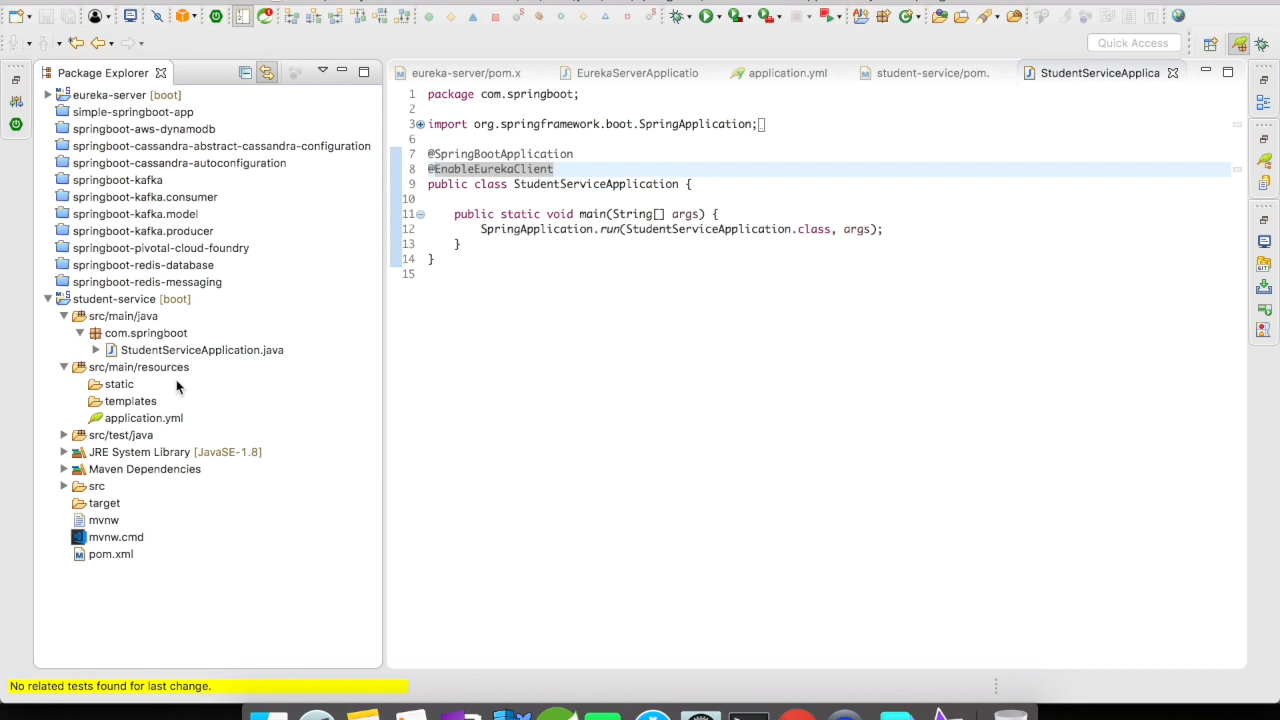 Quick Access
Package Explorer
eureka-server [boot]
simple-springboot-app
springboot-aws-dynamodb
springboot-cassandra-abstract-cassandra-configuration
springboot-cassandra-autoconfiguration
springboot-kafka
springboot-kafka.consumer
springboot-kafka.model
springboot-kafka.producer
springboot-pivotal-cloud-foundry
springboot-redis-database
springboot-redis-messaging
student-service [boot]
src/main/java
com.springboot
StudentServiceApplication.java
src/main/resources
static
templates
application.yml
src/test/java
JRE System Library [JavaSE-1.8]
Maven Dependencies
src
target
mvnw
mvnw.cmd
pom.xml
eureka-server/pom.x
EurekaServerApplicatio
application.yml
student-service/pom.
StudentServiceApplica
1 package com.springboot;
2
3 import org.springframework.boot.SpringApplication;
6
7 @SpringBootApplication
8 @EnableEurekaClient
9 public class StudentServiceApplication {
10
11 public static void main(String[] args) {
12 SpringApplication.run(StudentServiceApplication.class, args);
13 }
14 }
15
No related tests found for last change.